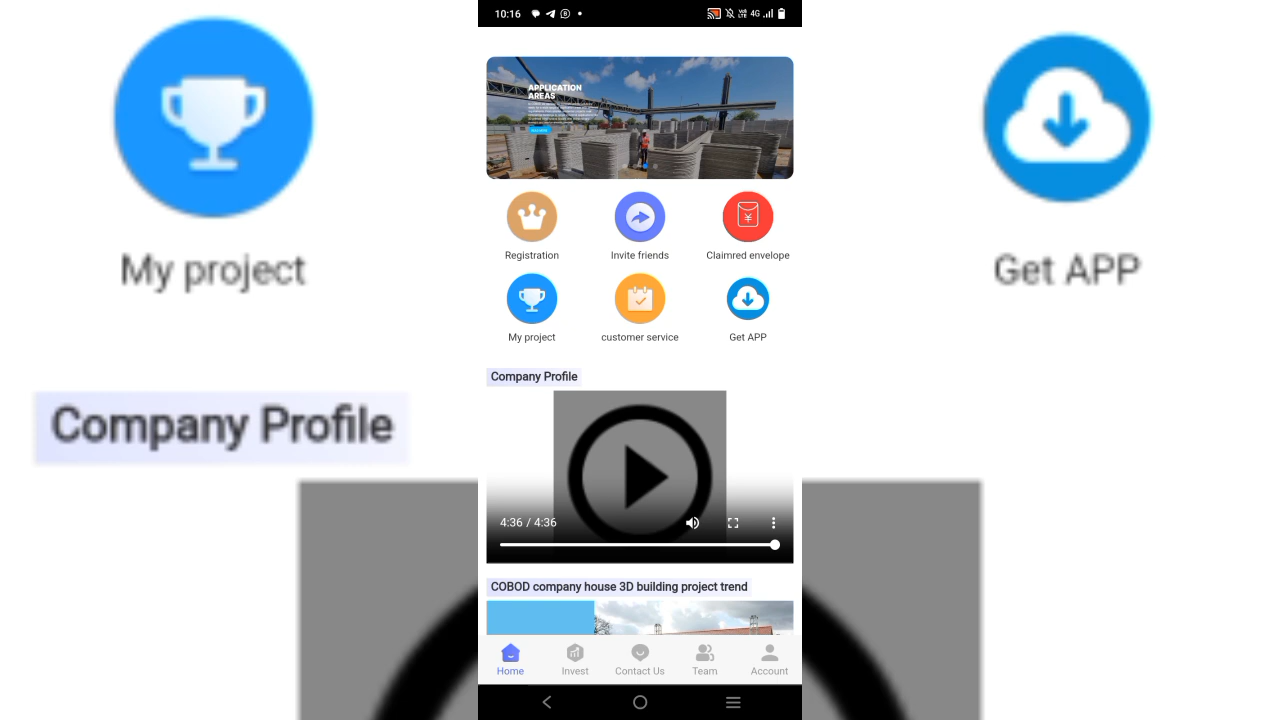 10:16
4G
APPLICATION
AREAS
Registration
Invite friends
Claimred envelope
My project
customer service
Get APP
Company Profile
4:36 / 4:36
COBOD company house 3D building project trend
Home
Invest
Contact Us
Team
Account
My project
Company Profile
Get APP